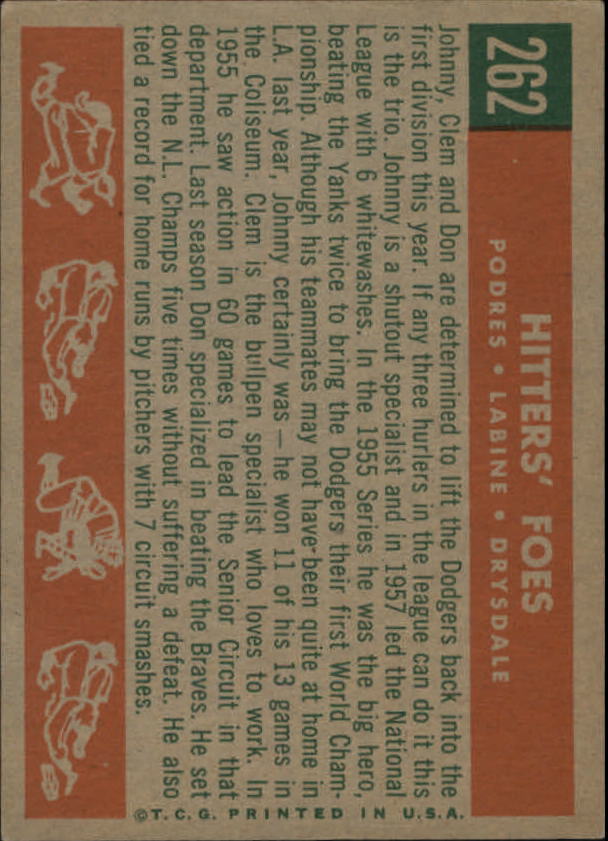 262
HITTERS' FOES
PODRES • LABINE • DRYSDALE
Johnny, Clem and Don are determined to lift the Dodgers back into the
first division this year. If any three hurlers in the league can do it this
is the trio. Johnny is a shutout specialist and in 1957 led the National
League with 6 whitewashes. In the 1955 Series he was the big hero,
beating the Yanks twice to bring the Dodgers their first World Cham-
pionship. Although his teammates may not have been quite at home in
L.A. last year, Johnny certainly was — he won 11 of his 13 games in
the Coliseum. Clem is the bullpen specialist who loves to work. In
1955 he saw action in 60 games to lead the Senior Circuit in that
department. Last season Don specialized in beating the Braves. He set
down the N.L. Champs five times without suffering a defeat. He also
tied a record for home runs by pitchers with 7 circuit smashes.
©T. C. G. PRINTED IN U.S.A.